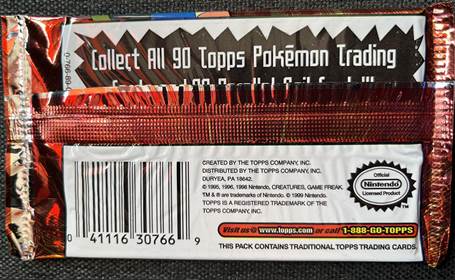 Collect All 90 Topps Pokémon Trading
CREATED BY THE TOPPS COMPANY, INC.
DISTRIBUTED BY THE TOPPS COMPANY, INC.
DURYEA, PA 18642.
© 1995, 1996, 1998 Nintendo, CREATURES, GAME FREAK.
TM & ® are trademarks of Nintendo. © 1999 Nintendo.
TOPPS IS A REGISTERED TRADEMARK OF THE
TOPPS COMPANY, INC.
Official
Nintendo
Licensed Product
0 41116 30766 9
Visit us @ www.topps.com or call 1-888-GO-TOPPS
THIS PACK CONTAINS TRADITIONAL TOPPS TRADING CARDS.